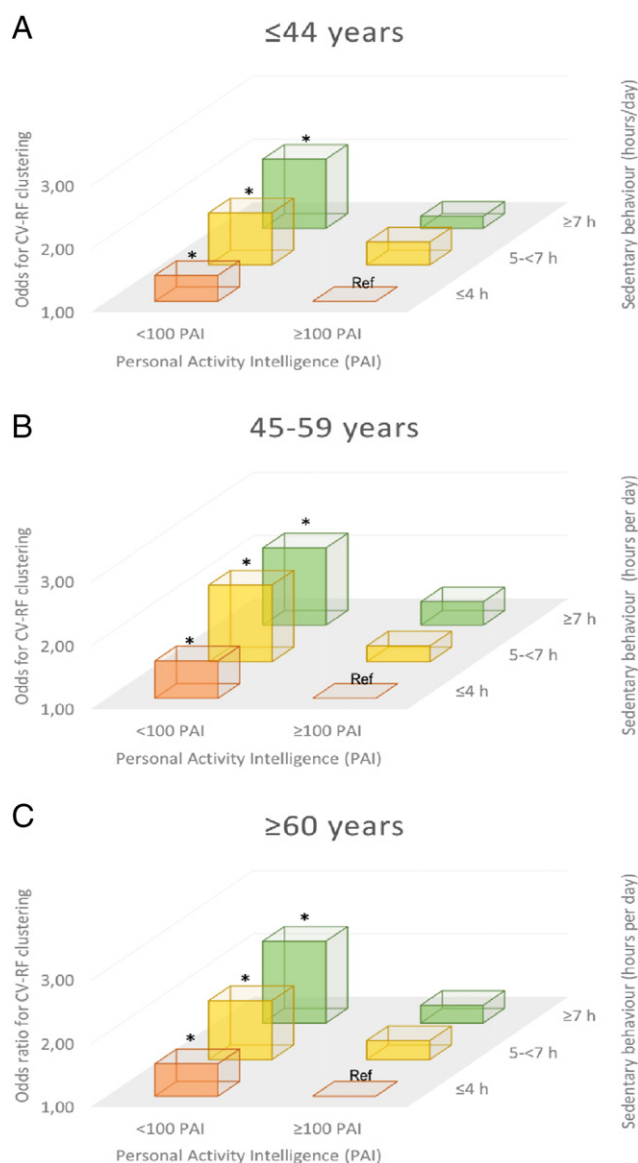 A
≤44 years
Odds for CV-RF clustering
3,00
2,00
1,00
*
*
*
Ref
≥7 h
5-<7 h
≤4 h
Sedentary behaviour (hours/day)
<100 PAI
≥100 PAI
Personal Activity Intelligence (PAI)
B
45-59 years
Odds for CV-RF clustering
3,00
2,00
1,00
*
*
*
Ref
≥7 h
5-<7 h
≤4 h
Sedentary behaviour (hours per day)
<100 PAI
≥100 PAI
Personal Activity Intelligence (PAI)
C
≥60 years
Odds ratio for CV-RF clustering
3,00
2,00
1,00
*
*
*
Ref
≥7 h
5-<7 h
≤4 h
Sedentary behaviour (hours per day)
<100 PAI
≥100 PAI
Personal Activity Intelligence (PAI)